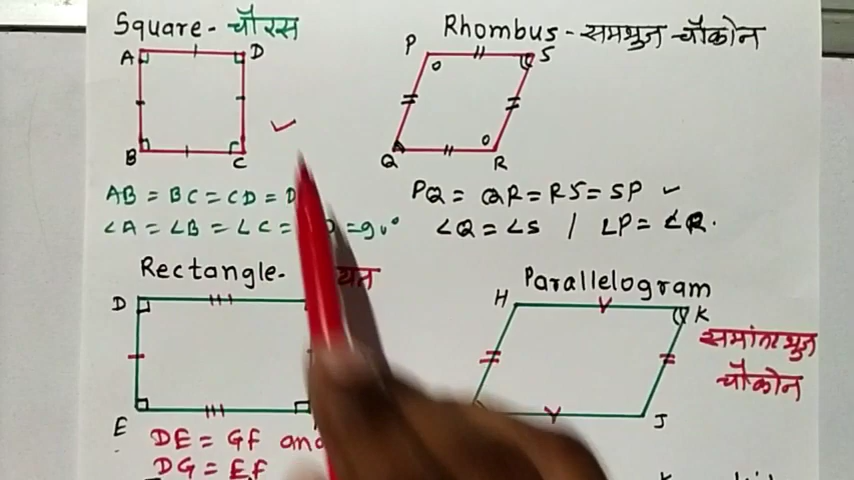 Square - चौरस
Rhombus - समभुज चौकोन
A D
B C
P S
Q R
AB = BC = CD = D
∠A = ∠B = ∠C = = 90°
PQ = QR = RS = SP
∠Q = ∠S / ∠P = ∠R.
Rectangle-
Parallelogram
समांतरभुज
चौकोन
D
E
H K
J
DE = GF and
DG = EF